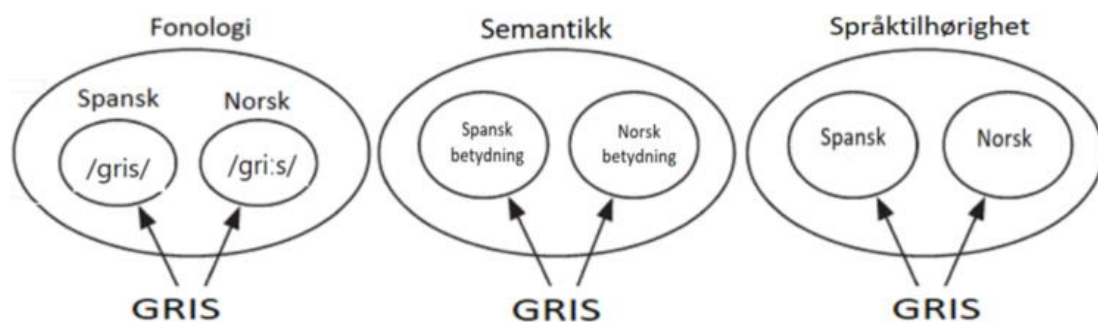 Fonologi
Semantikk
Språktilhørighet
Spansk
Norsk
/gris/
/gri:s/
Spansk
betydning
Norsk
betydning
Spansk
Norsk
GRIS
GRIS
GRIS